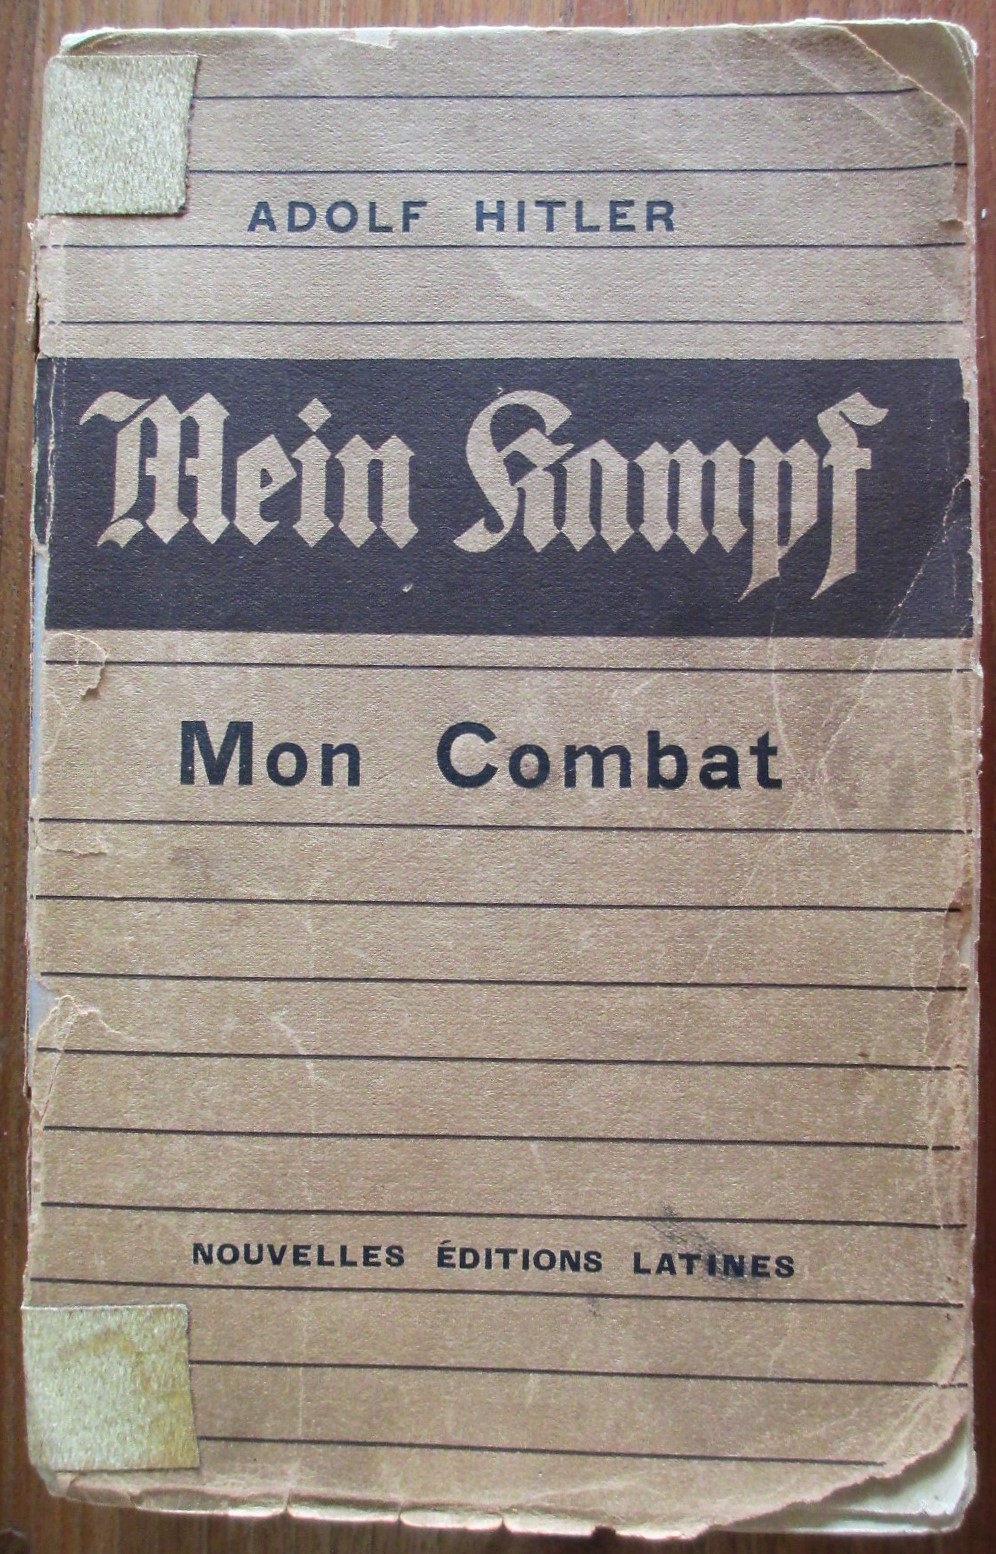 ADOLF HITLER
Mein Kampf
Mon Combat
NOUVELLES ÉDITIONS LATINES